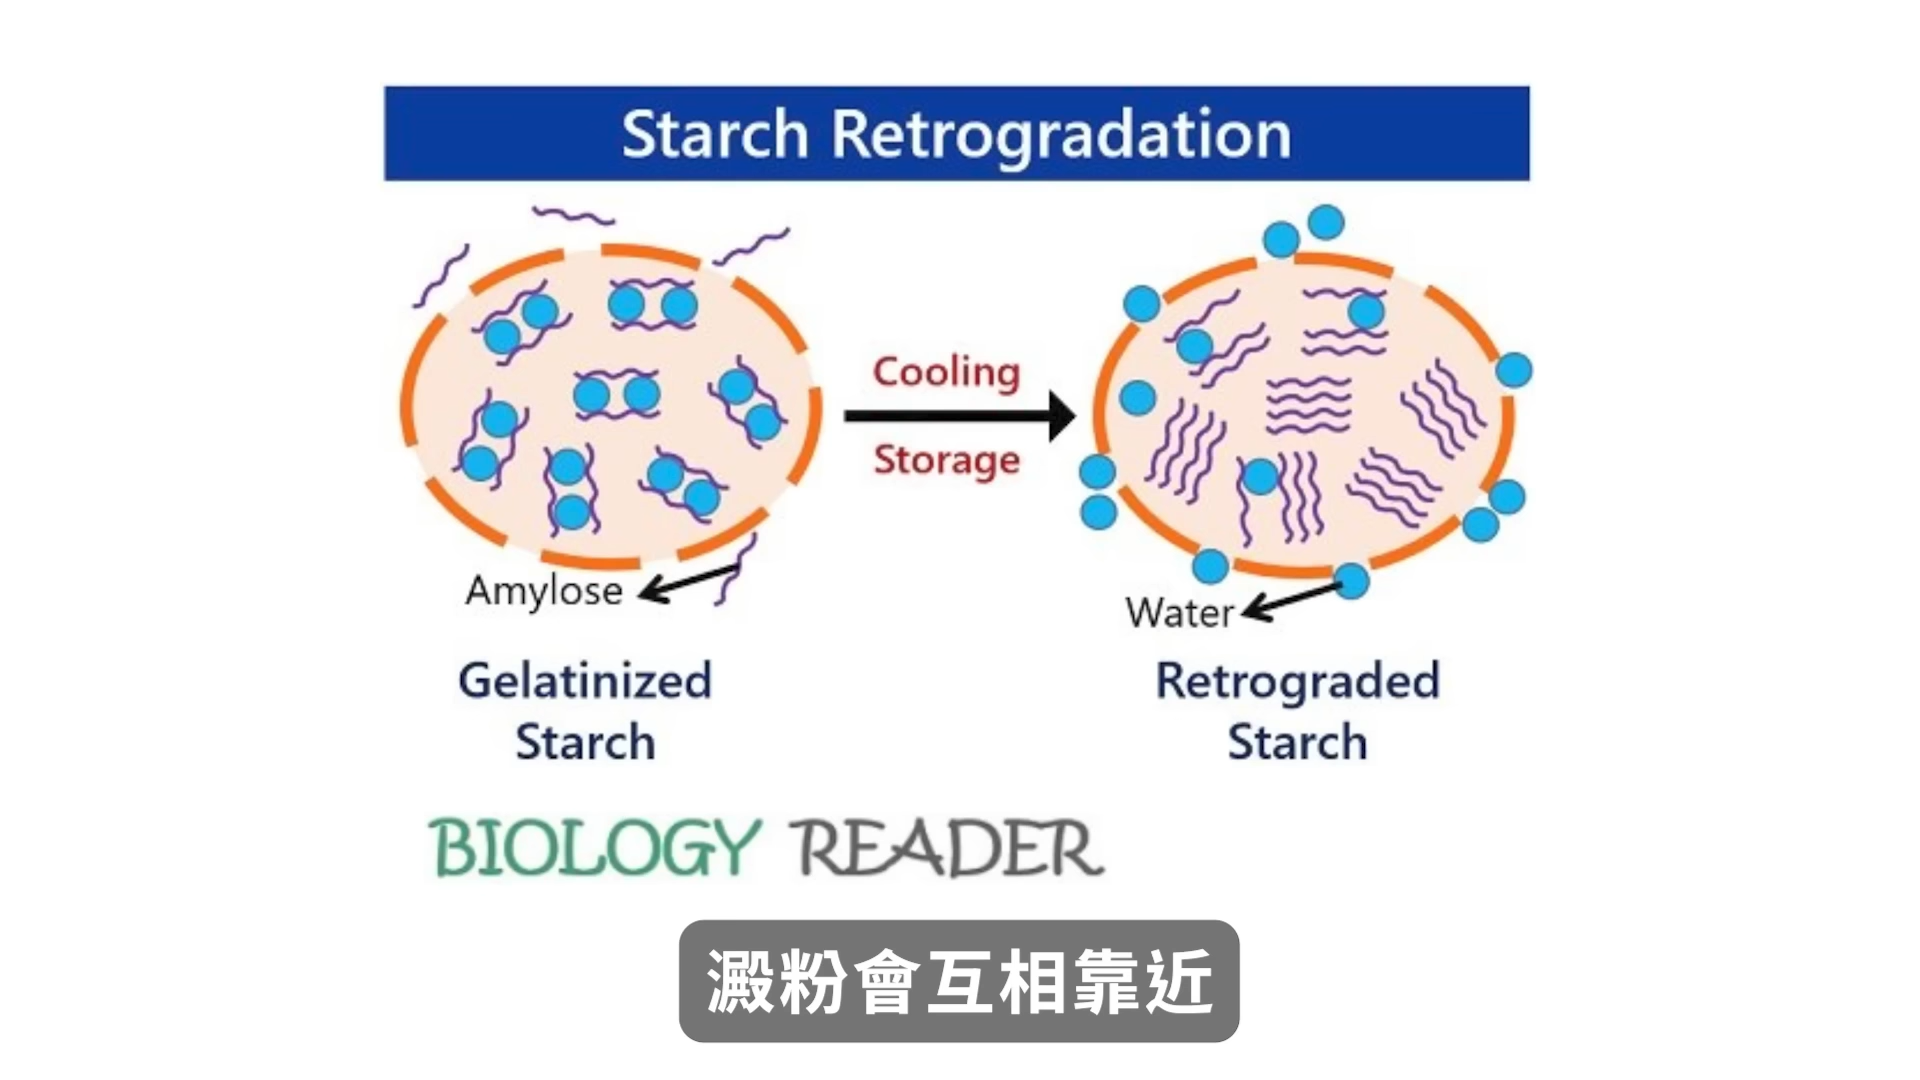 Starch Retrogradation
Cooling
Storage
Amylose
Water
Gelatinized
Starch
Retrograded
Starch
BIOLOGY READER
澱粉會互相靠近